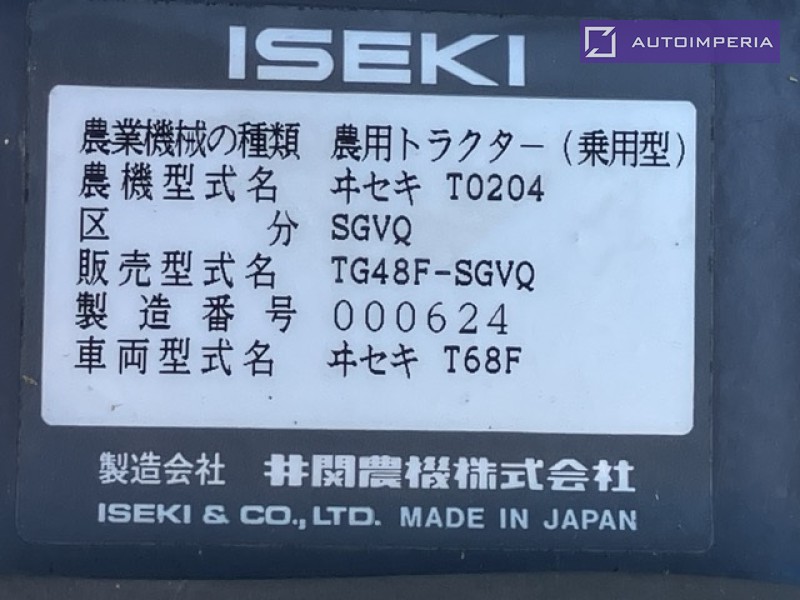 AUTOIMPERIA
ISEKI
農業機械の種類 農用トラクター(乗用型)
農機型式名 ヰセキ T0204
区分 SGVQ
販売型式名 TG48F-SGVQ
製造番号 000624
車両型式名 ヰセキ T68F
製造会社 井関農機株式会社
ISEKI & CO., LTD. MADE IN JAPAN